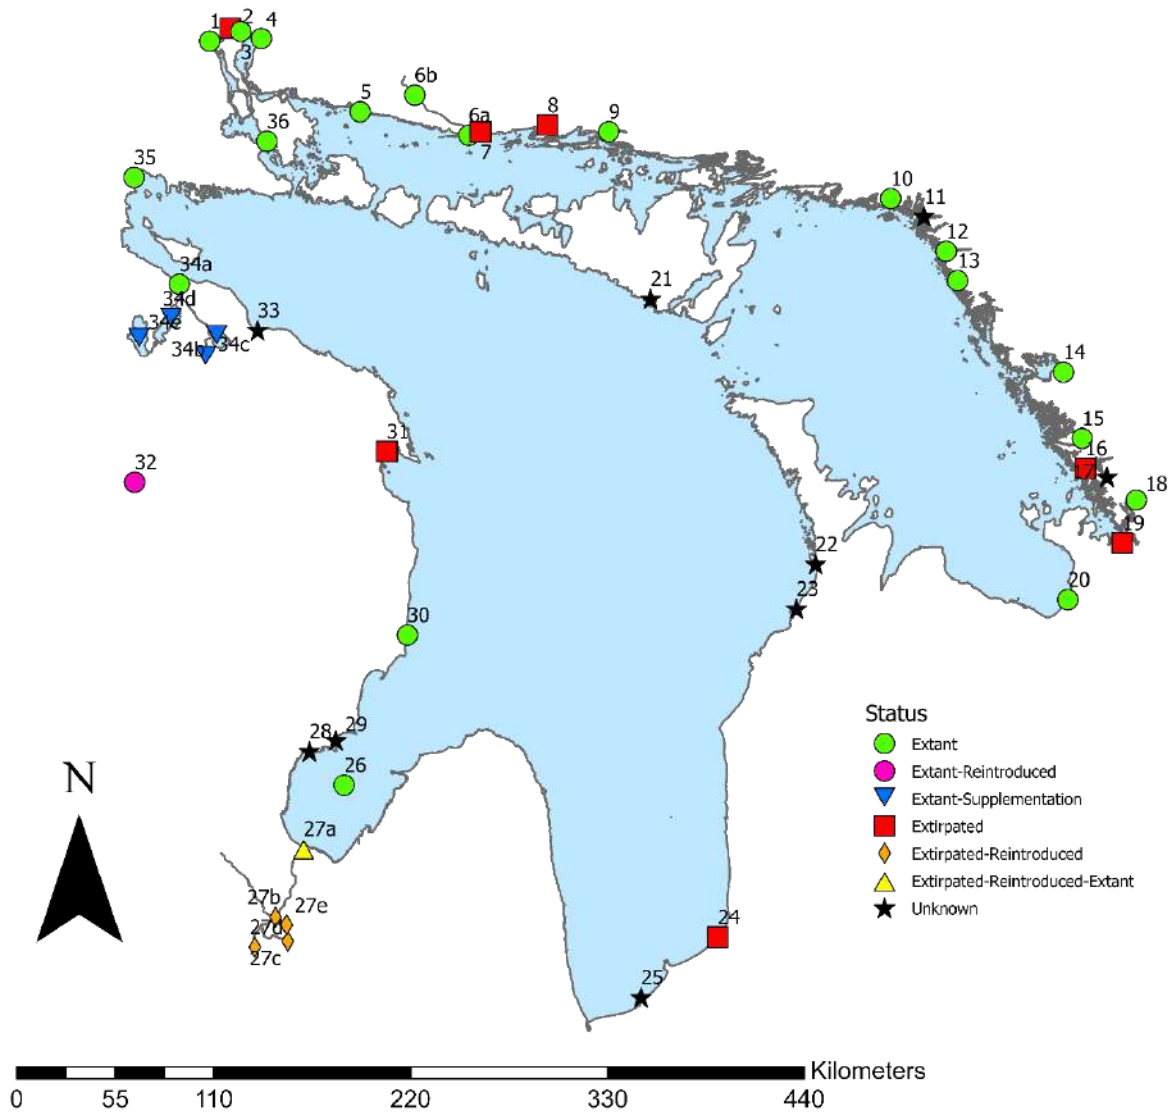 1
2
4
3
5
6b
6a
7
8
9
36
35
10
11
12
13
34a
34d
34e
34b
34c
33
21
14
15
16
17
18
19
20
31
32
22
23
30
28
29
26
27a
27b
27e
27d
27c
24
25
N
Status
Extant
Extant-Reintroduced
Extant-Supplementation
Extirpated
Extirpated-Reintroduced
Extirpated-Reintroduced-Extant
Unknown
Kilometers
0 55 110 220 330 440